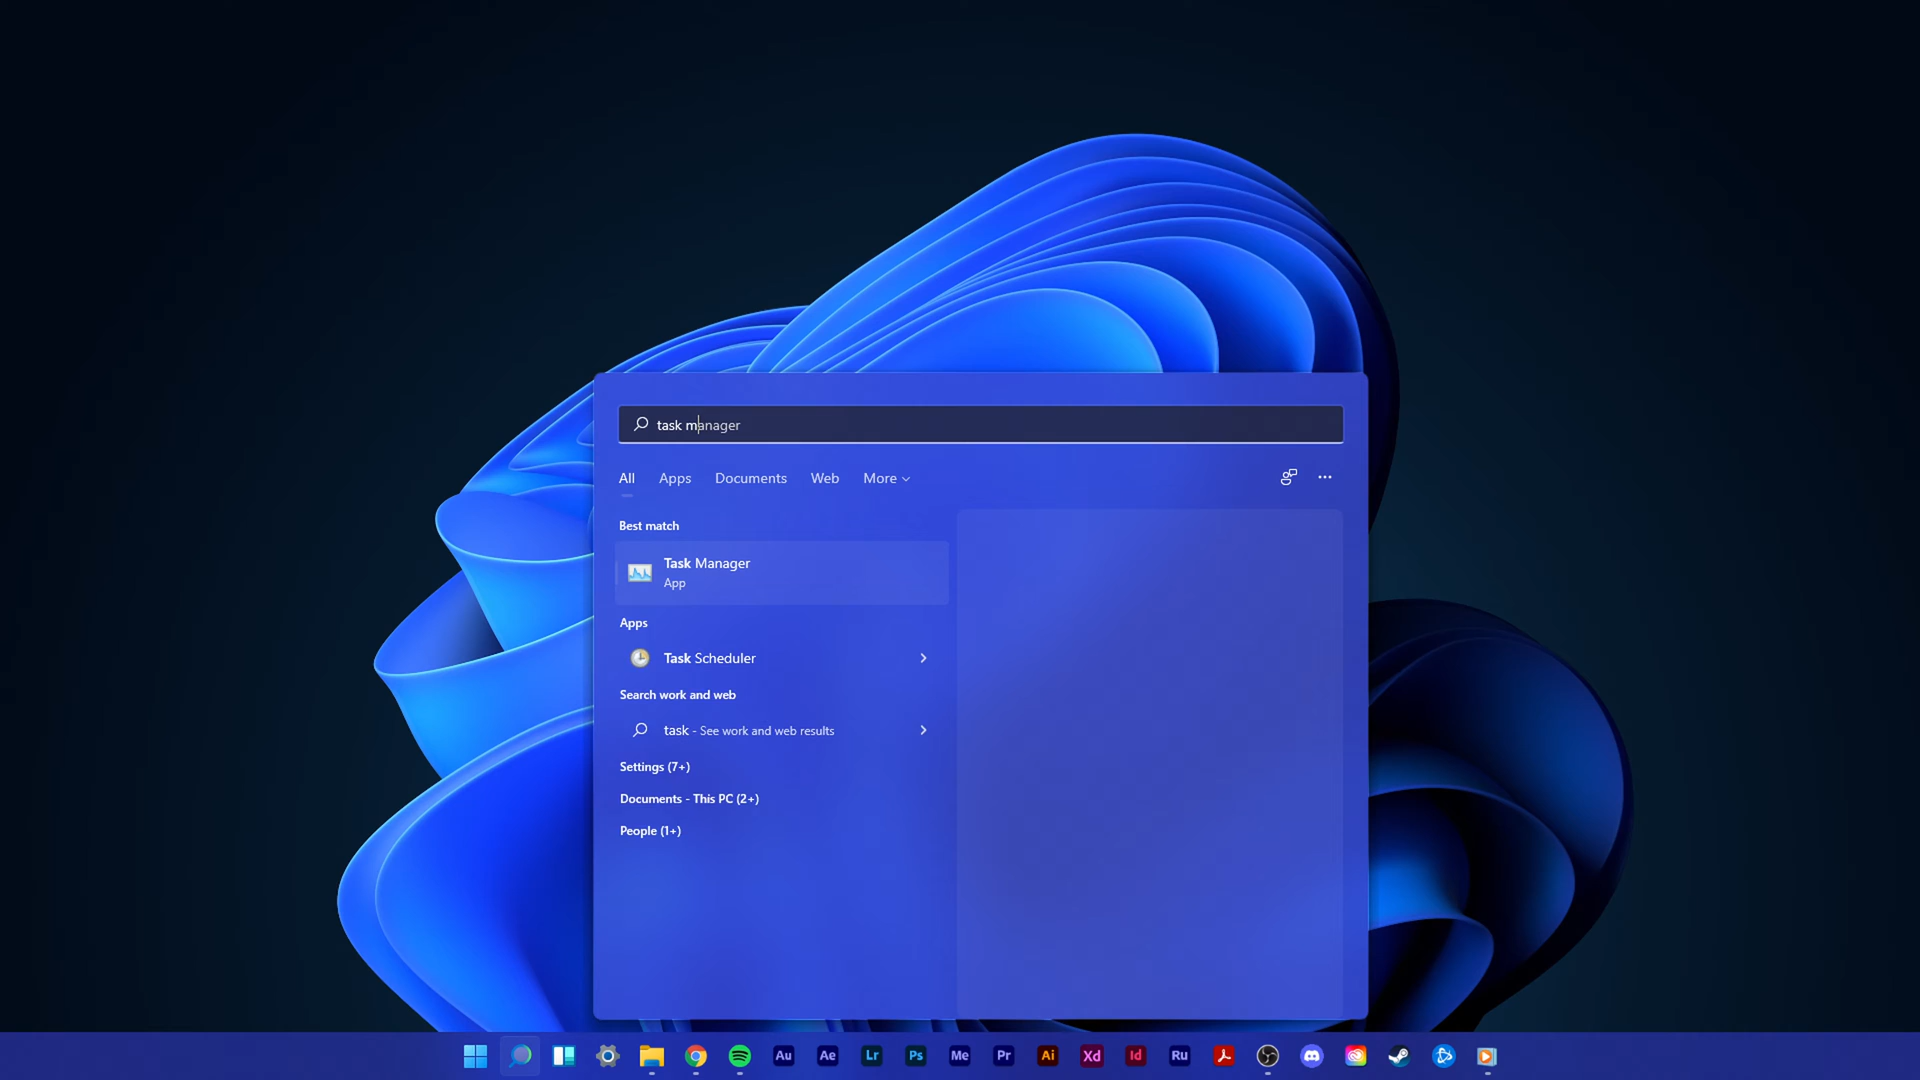 task manager
All Apps Documents Web More
Best match
Task Manager
App
Apps
Task Scheduler
Search work and web
task - See work and web results
Settings (7+)
Documents - This PC (2+)
People (1+)
Au Ae Lr Ps Me Pr Ai Xd Id Ru